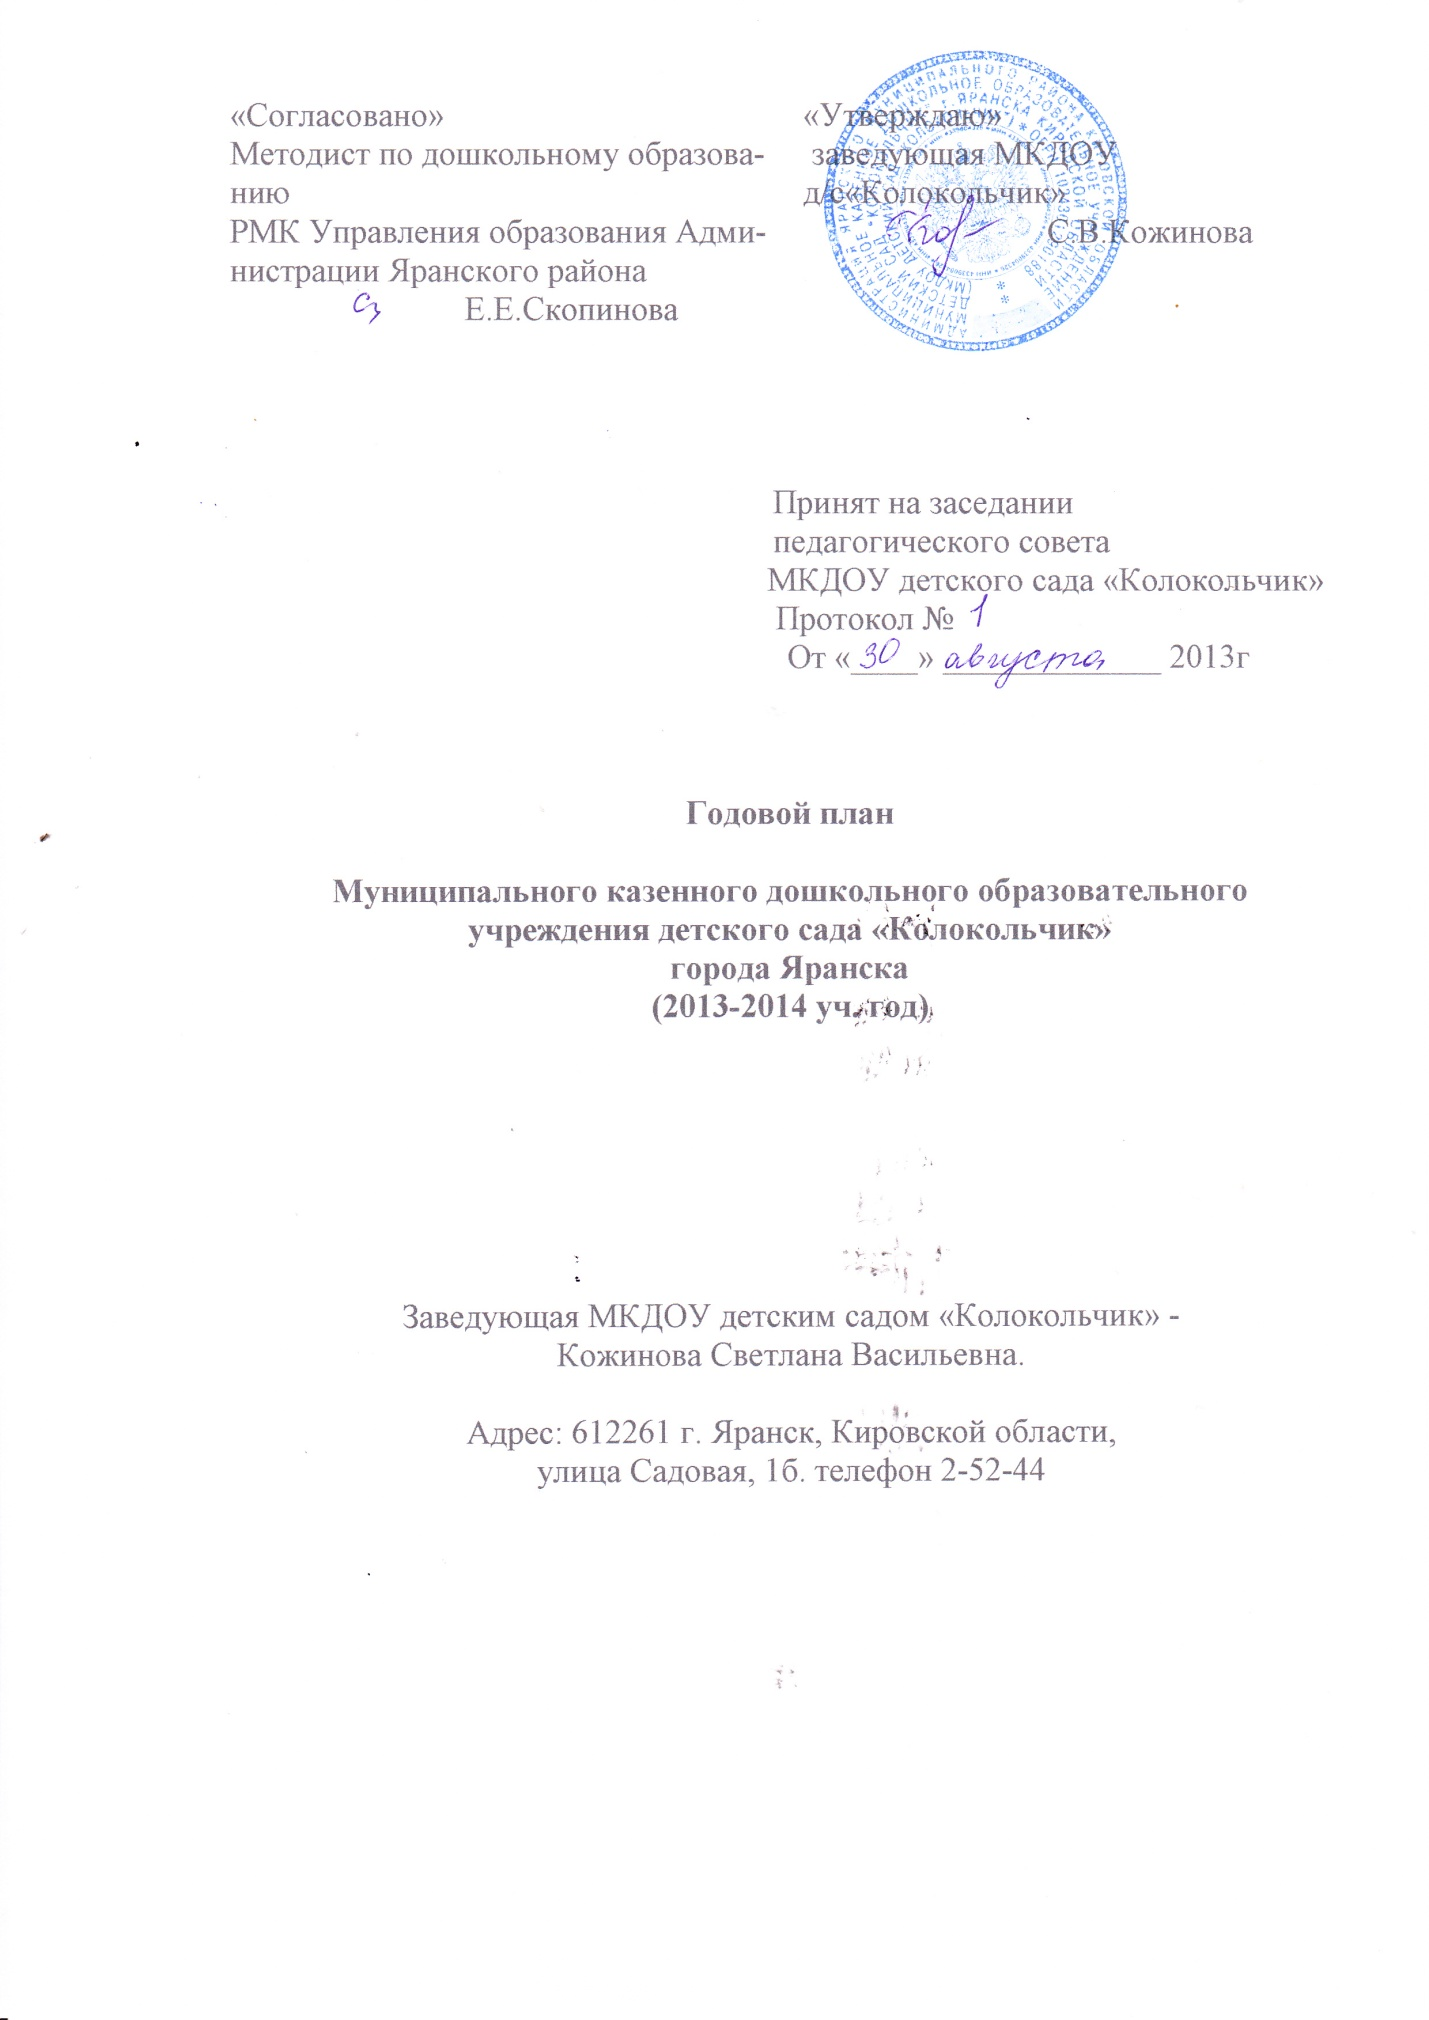 «Согласовано»
Методист по дошкольному образова-
нию
РМК Управления образования Адми-
нистрации Яранского района
Е.Е.Скопинова
«Утверждаю»
заведующая МКДОУ
д/с«Колокольчик»
С.В.Кожинова
Принят на заседании
педагогического совета
МКДОУ детского сада «Колокольчик»
Протокол № 1
От «30» августа 2013г
Годовой план
Муниципального казенного дошкольного образовательного
учреждения детского сада «Колокольчик»
города Яранска
(2013-2014 уч. год).
Заведующая МКДОУ детским садом «Колокольчик» -
Кожинова Светлана Васильевна.
Адрес: 612261 г. Яранск, Кировской области,
улица Садовая, 1б. телефон 2-52-44